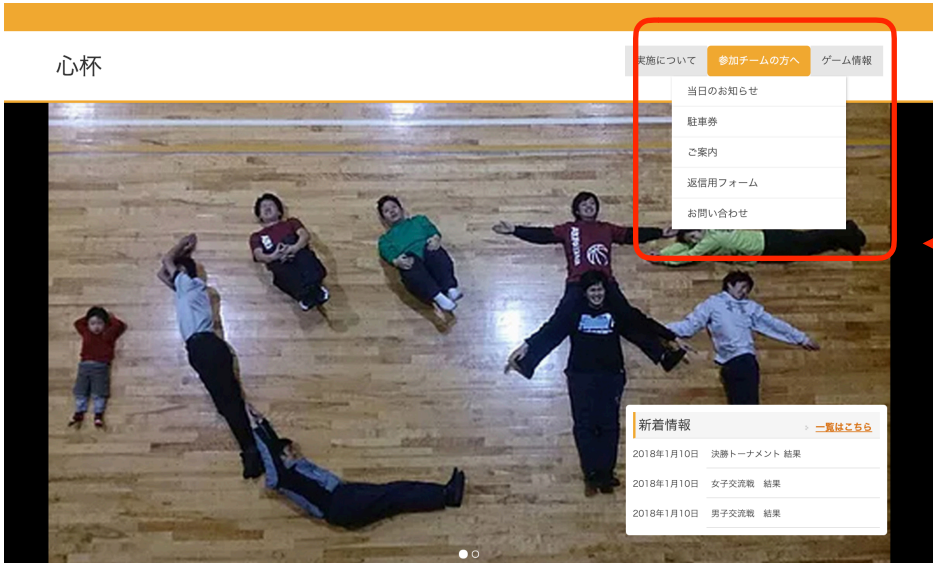 心杯
実施について
参加チームの方へ
ゲーム情報
当日のお知らせ
駐車券
ご案内
返信用フォーム
お問い合わせ
新着情報
一覧はこちら
2018年1月10日 決勝トーナメント 結果
2018年1月10日 女子交流戦 結果
2018年1月10日 男子交流戦 結果